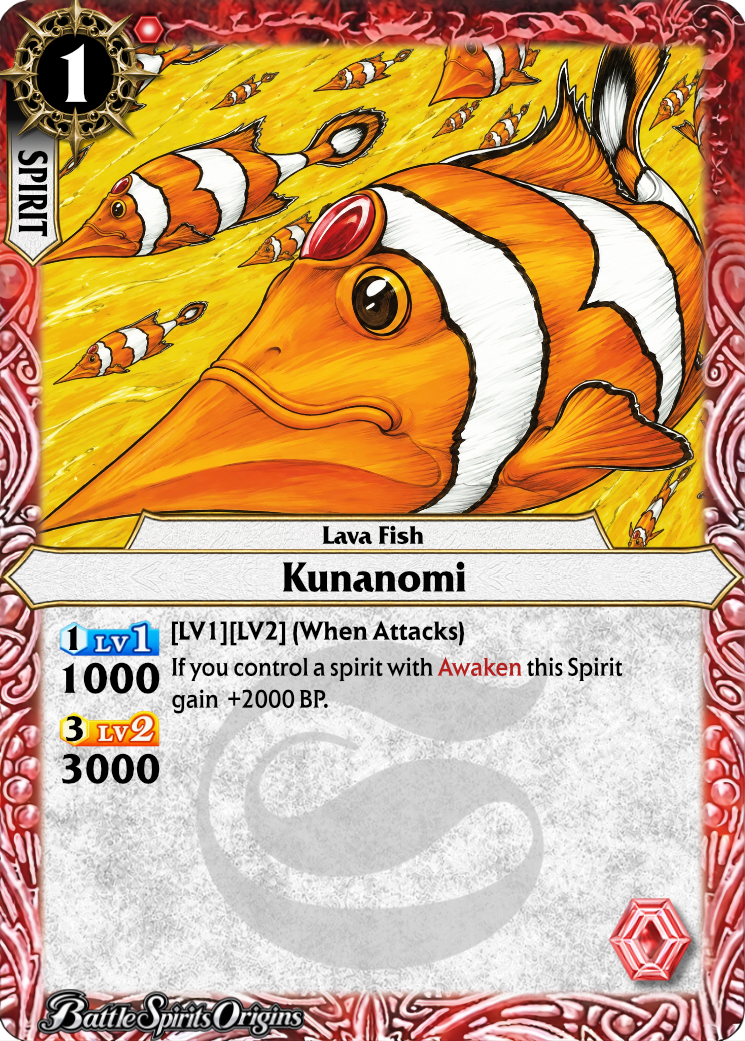 1
SPIRIT
Lava Fish
Kunanomi
1 LV1
1000
3 LV2
3000
[LV1][LV2] (When Attacks)
If you control a spirit with Awaken this Spirit
gain +2000 BP.
Battle Spirits Origins